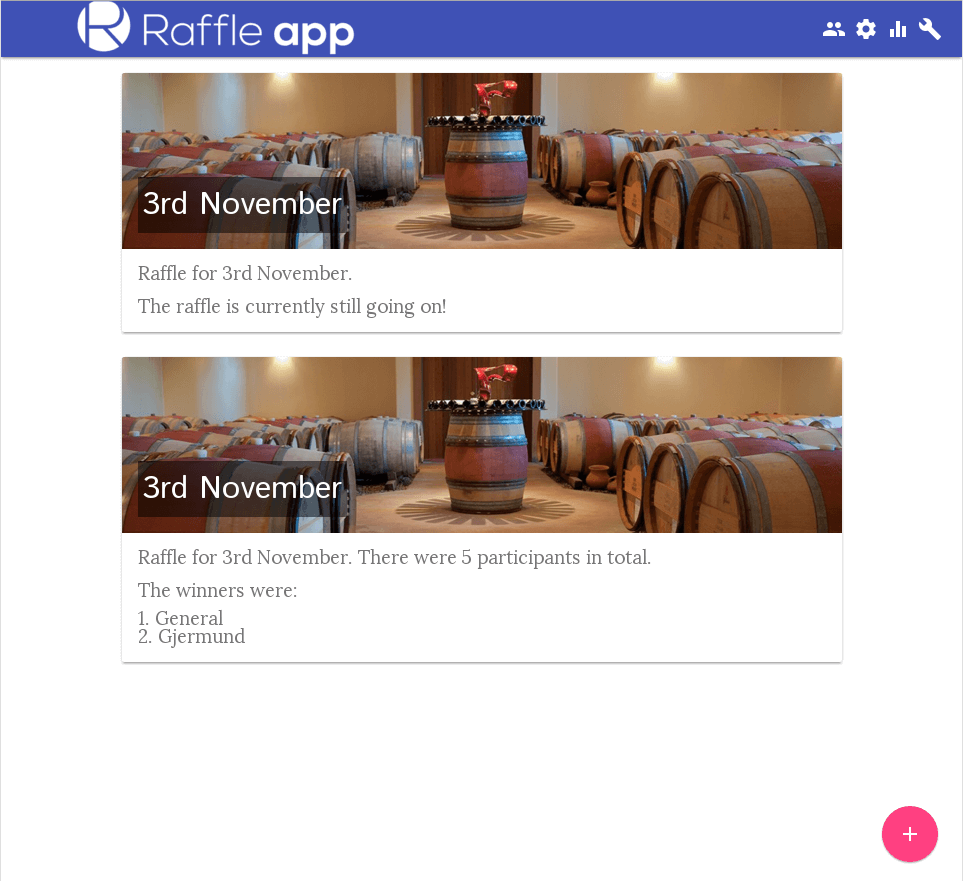 Raffle app
3rd November
Raffle for 3rd November.
The raffle is currently still going on!
3rd November
Raffle for 3rd November. There were 5 participants in total.
The winners were:
1. General
2. Gjermund